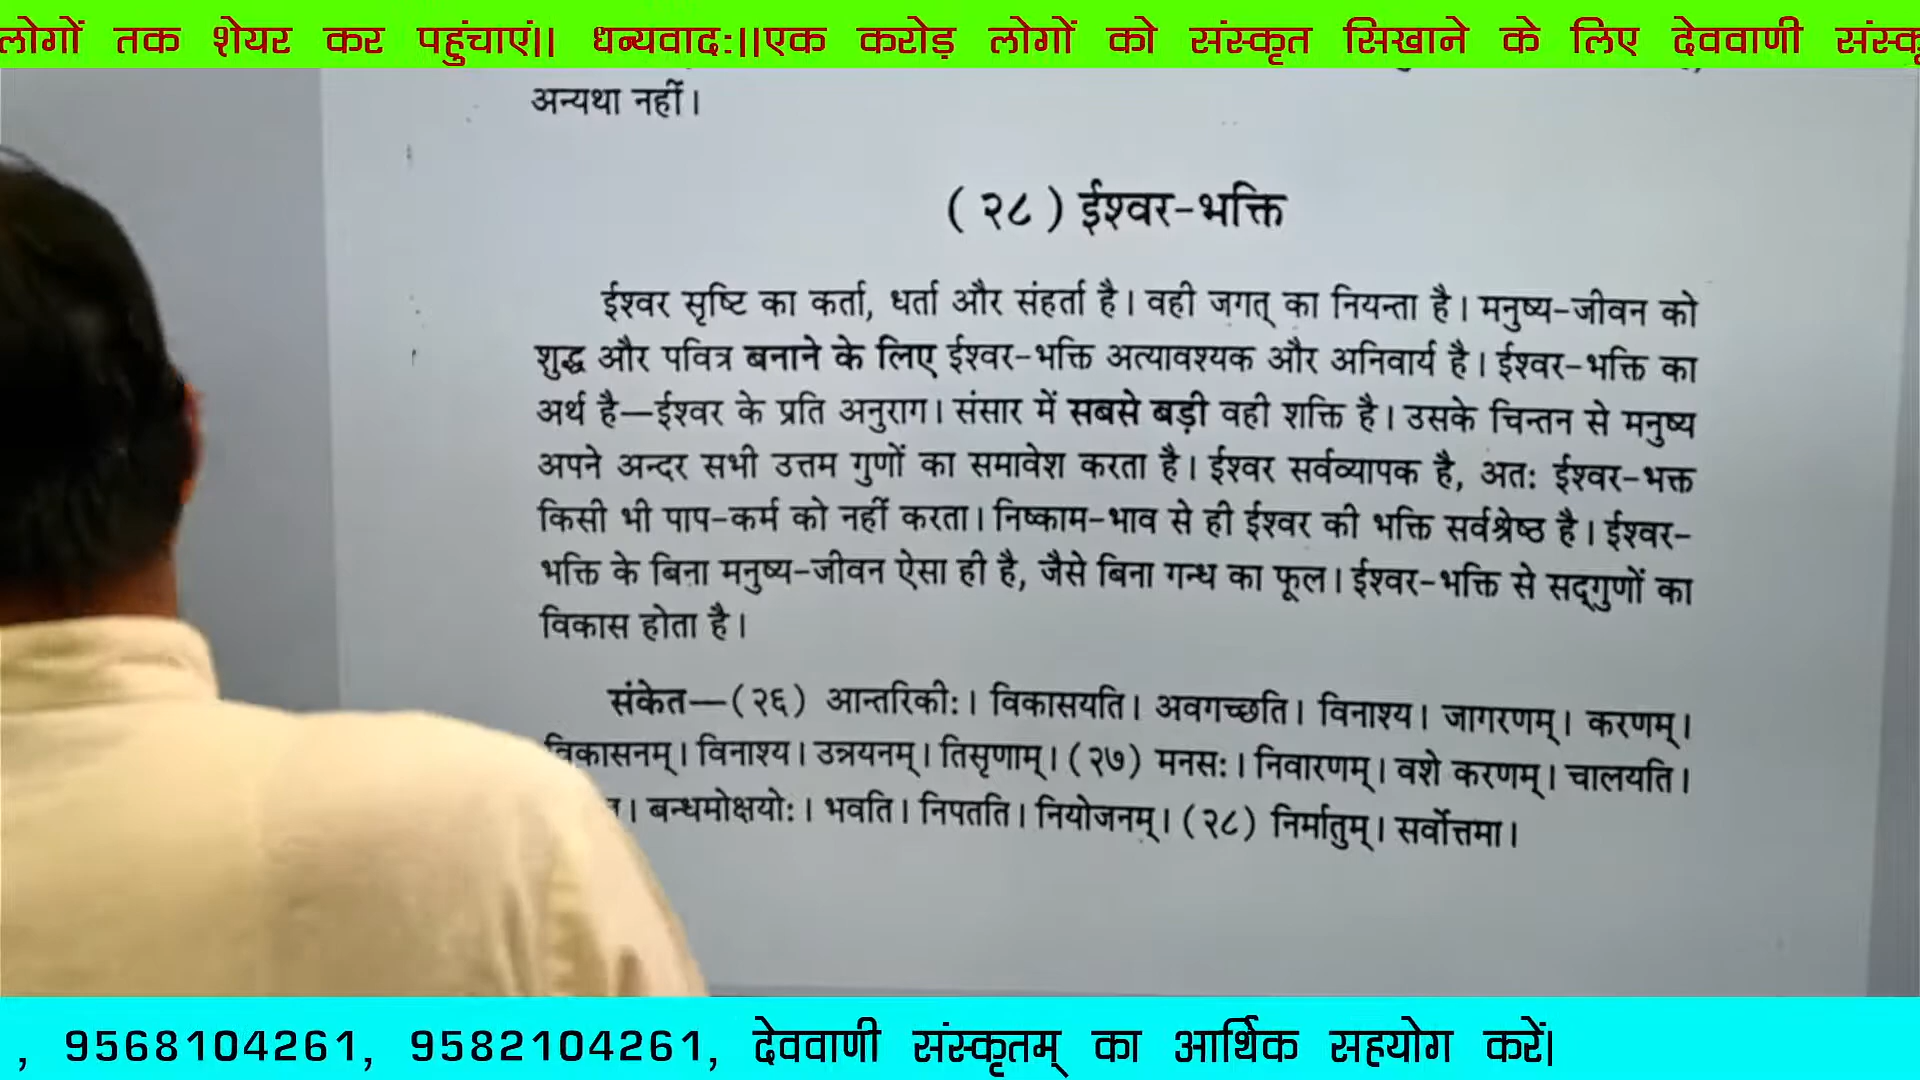 लोगों तक शेयर कर पहुंचाएं|| धन्यवादः||एक करोड़ लोगों को संस्कृत सिखाने के लिए देववाणी
अन्यथा नहीं।
( २८ ) ईश्वर-भक्ति
ईश्वर सृष्टि का कर्ता, धर्ता और संहर्ता है। वही जगत् का नियन्ता है। मनुष्य-जीवन को
शुद्ध और पवित्र बनाने के लिए ईश्वर-भक्ति अत्यावश्यक और अनिवार्य है। ईश्वर-भक्ति का
अर्थ है—ईश्वर के प्रति अनुराग। संसार में सबसे बड़ी वही शक्ति है। उसके चिन्तन से मनुष्य
अपने अन्दर सभी उत्तम गुणों का समावेश करता है। ईश्वर सर्वव्यापक है, अतः ईश्वर-भक्त
किसी भी पाप-कर्म को नहीं करता। निष्काम-भाव से ही ईश्वर की भक्ति सर्वश्रेष्ठ है। ईश्वर-
भक्ति के बिना मनुष्य-जीवन ऐसा ही है, जैसे बिना गन्ध का फूल। ईश्वर-भक्ति से सद्‌गुणों का
विकास होता है।
संकेत—(२६) आन्तरिकीः। विकासयति। अवगच्छति। विनाश्य। जागरणम्। करणम्।
विकासनम्। विनाश्य। उन्नयनम्। तिसृणाम्। (२७) मनसः। निवारणम्। वशे करणम्। चालयति।
। बन्धमोक्षयोः। भवति। निपतति। नियोजनम्। (२८) निर्मातुम्। सर्वोत्तमा।
, 9568104261, 9582104261, देववाणी संस्कृतम् का आर्थिक सहयोग करें|